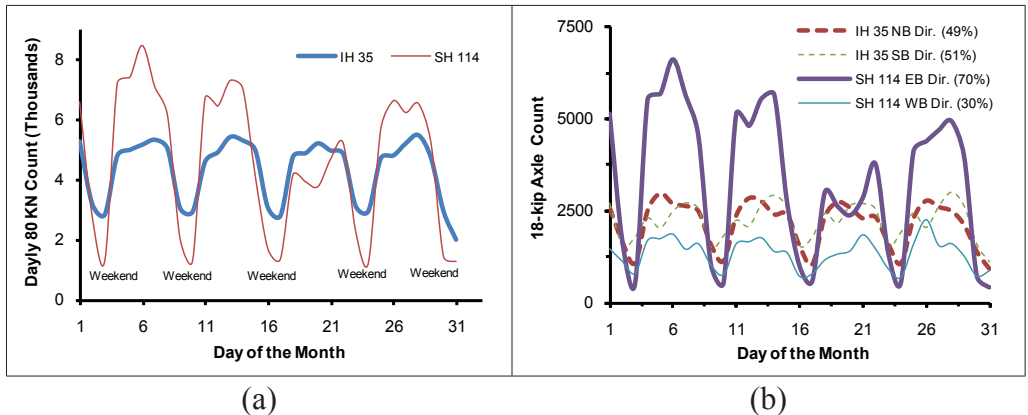 Dayly 80 KN Count (Thousands)
8
6
4
2
0
IH 35
SH 114
Weekend
Weekend
Weekend
Weekend
Weekend
1
6
11
16
21
26
31
Day of the Month
(a)
18-kip Axle Count
7500
5000
2500
0
IH 35 NB Dir. (49%)
IH 35 SB Dir. (51%)
SH 114 EB Dir. (70%)
SH 114 WB Dir. (30%)
1
6
11
16
21
26
31
Day of the Month
(b)